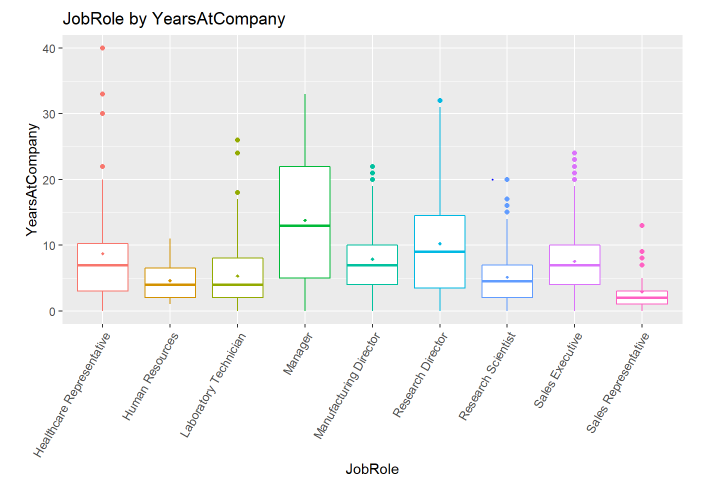 JobRole by YearsAtCompany
YearsAtCompany
40
30
20
10
0
Healthcare Representative
Human Resources
Laboratory Technician
Manager
Manufacturing Director
Research Director
Research Scientist
Sales Executive
Sales Representative
JobRole